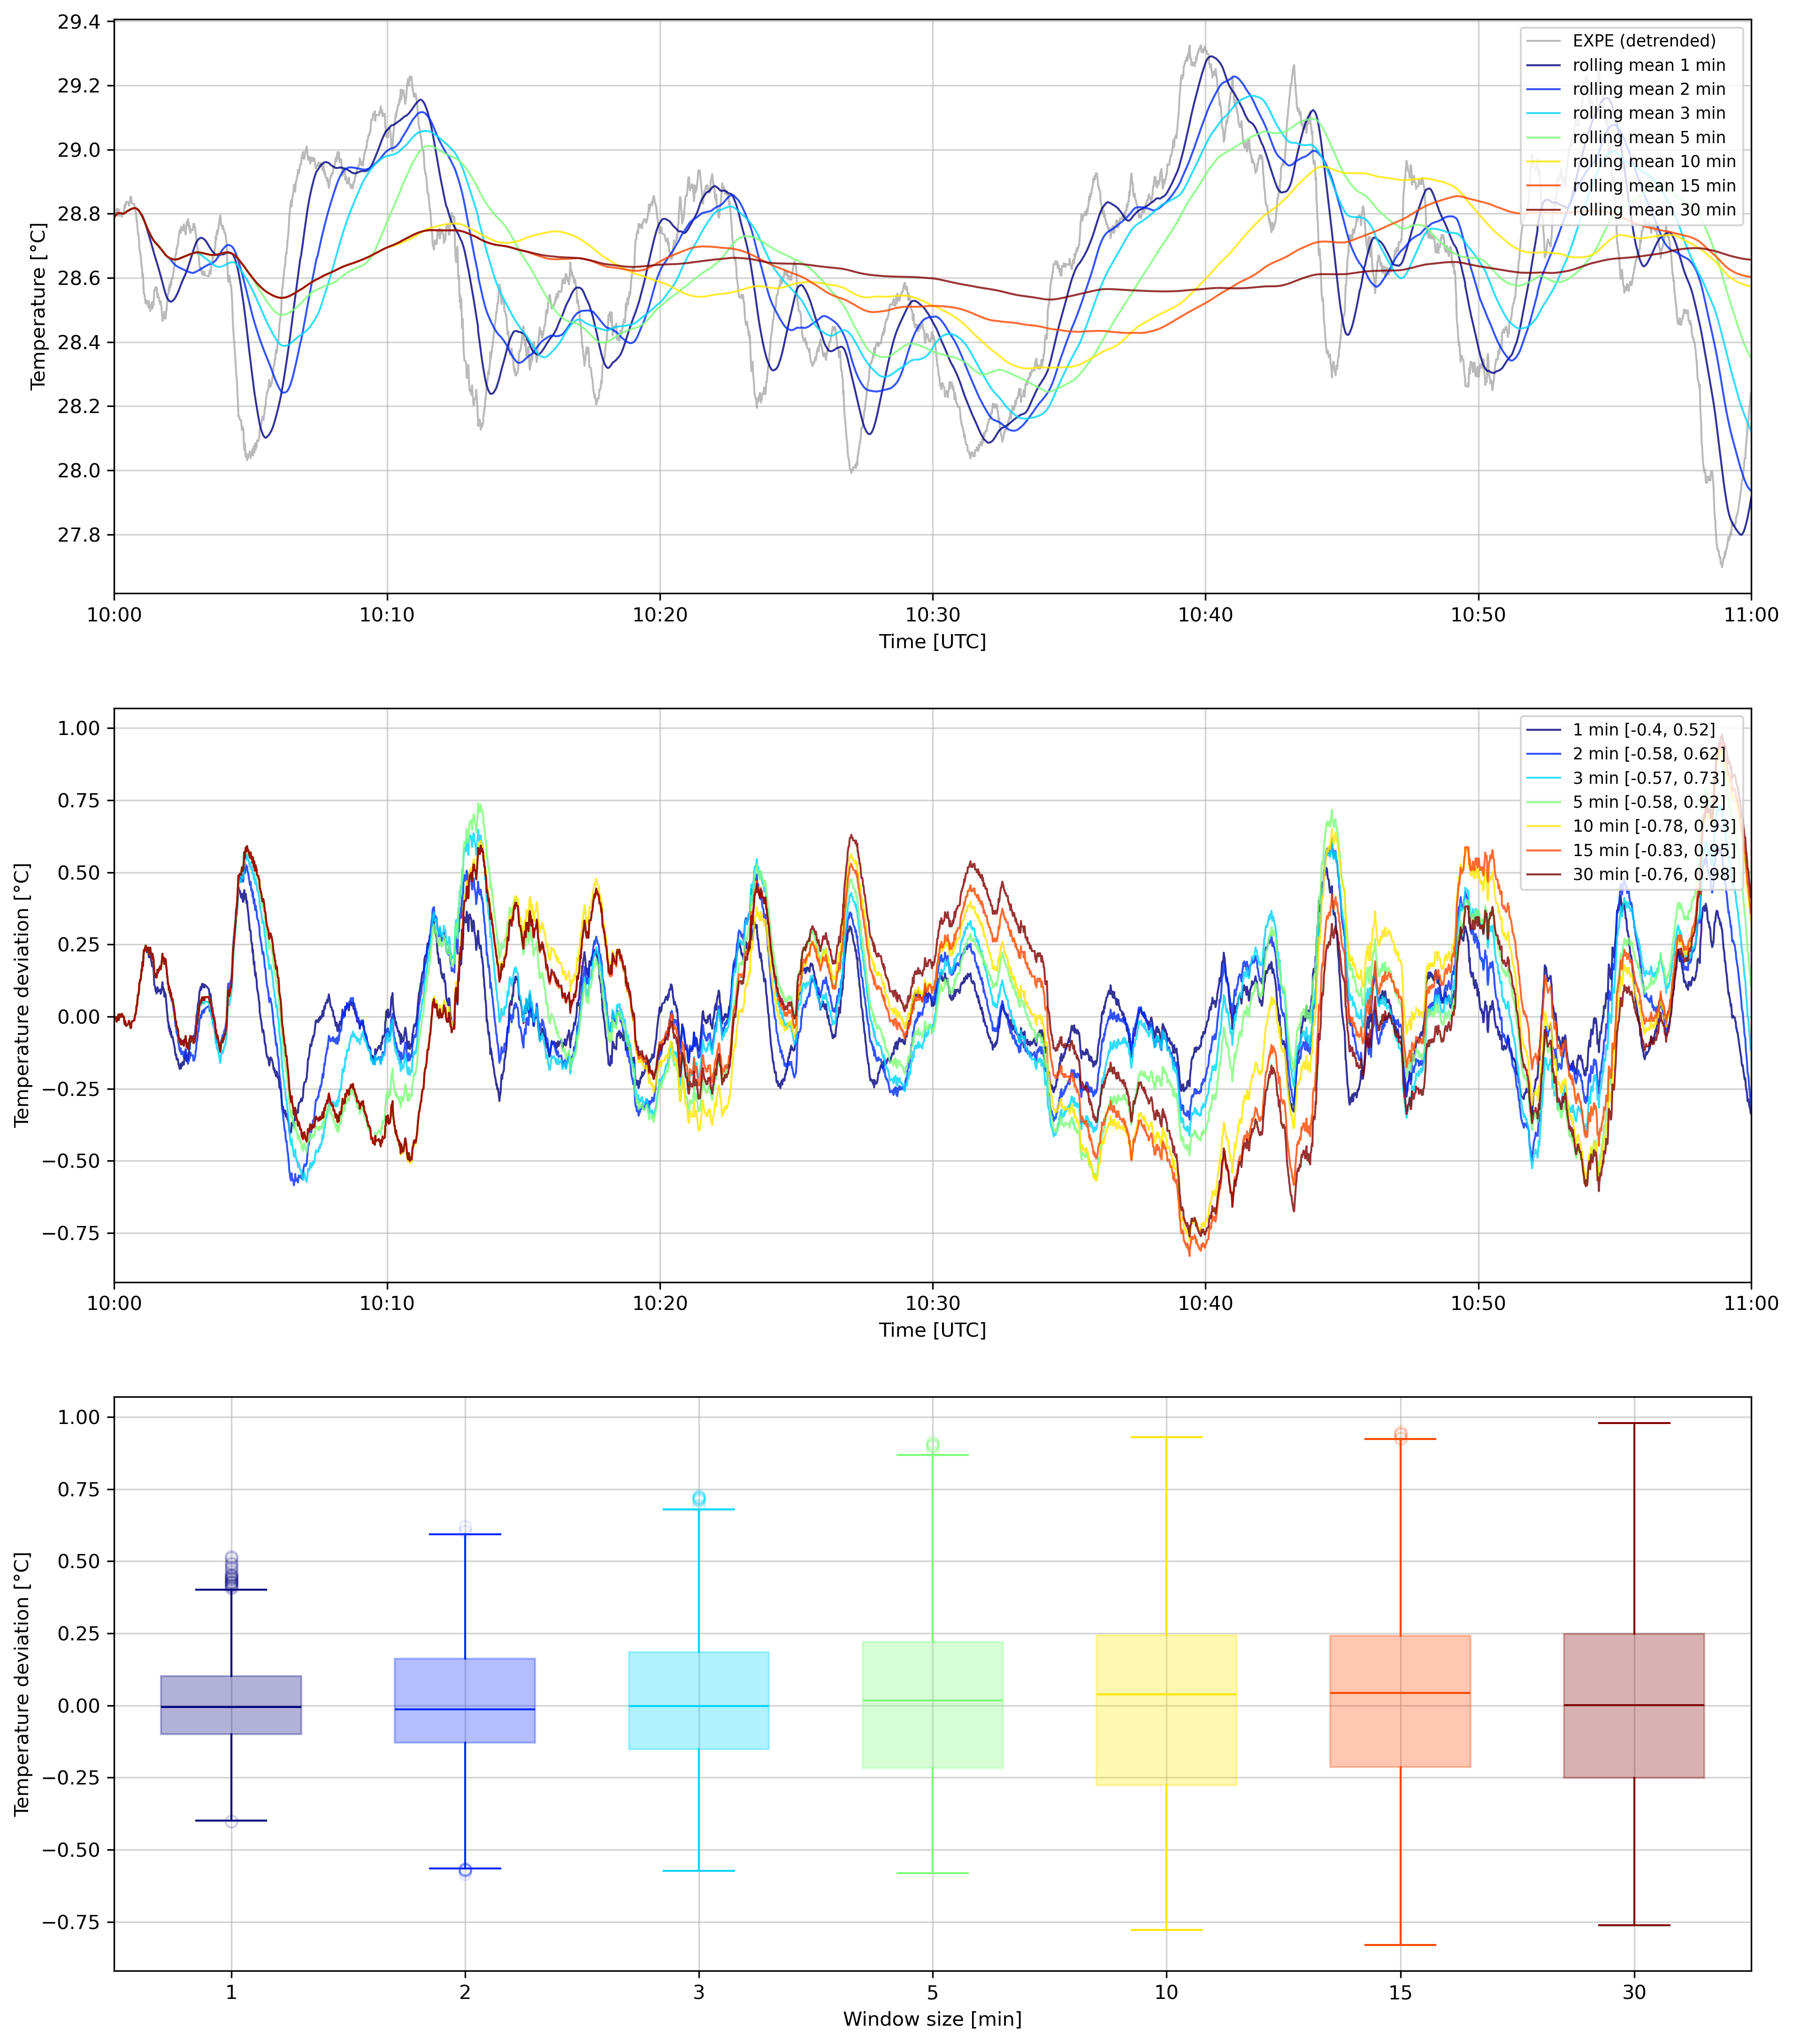 29.4
29.2
29.0
28.8
28.6
28.4
28.2
28.0
27.8
Temperature [°C]
EXPE (detrended)
rolling mean 1 min
rolling mean 2 min
rolling mean 3 min
rolling mean 5 min
rolling mean 10 min
rolling mean 15 min
rolling mean 30 min
10:00 10:10 10:20 10:30 10:40 10:50 11:00
Time [UTC]
1.00
0.75
0.50
0.25
0.00
−0.25
−0.50
−0.75
Temperature deviation [°C]
1 min [-0.4, 0.52]
2 min [-0.58, 0.62]
3 min [-0.57, 0.73]
5 min [-0.58, 0.92]
10 min [-0.78, 0.93]
15 min [-0.83, 0.95]
30 min [-0.76, 0.98]
10:00 10:10 10:20 10:30 10:40 10:50 11:00
Time [UTC]
1.00
0.75
0.50
0.25
0.00
−0.25
−0.50
−0.75
Temperature deviation [°C]
1 2 3 5 10 15 30
Window size [min]